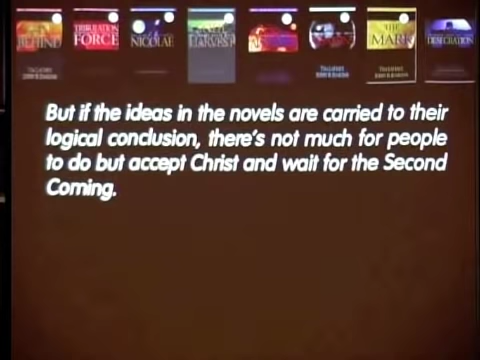 BEHIND
TRIBULATION
FORCE
NICOLAE
HARVEST
THE
MARK
DESECRATION
But if the ideas in the novels are carried to their
logical conclusion, there's not much for people
to do but accept Christ and wait for the Second
Coming.